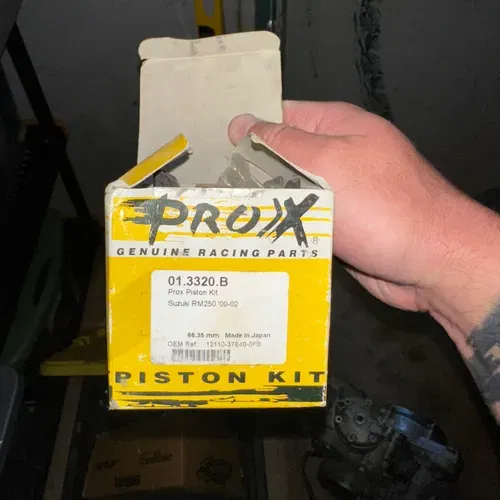 PROX®
GENUINE RACING PARTS
01.3320.B
Prox Piston Kit
Suzuki RM250 '00-02
66.35 mm Made in Japan
OEM Ref. 12110-37E40-0F0
PISTON KIT